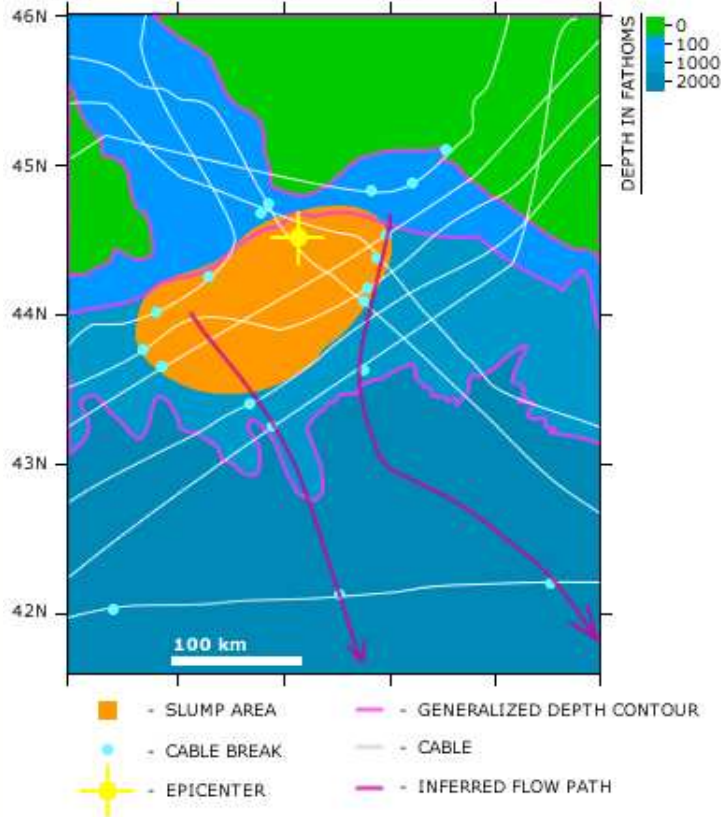 46N
45N
44N
43N
42N
DEPTH IN FATHOMS
0
100
1000
2000
100 km
- SLUMP AREA
- GENERALIZED DEPTH CONTOUR
- CABLE BREAK
- CABLE
- EPICENTER
- INFERRED FLOW PATH